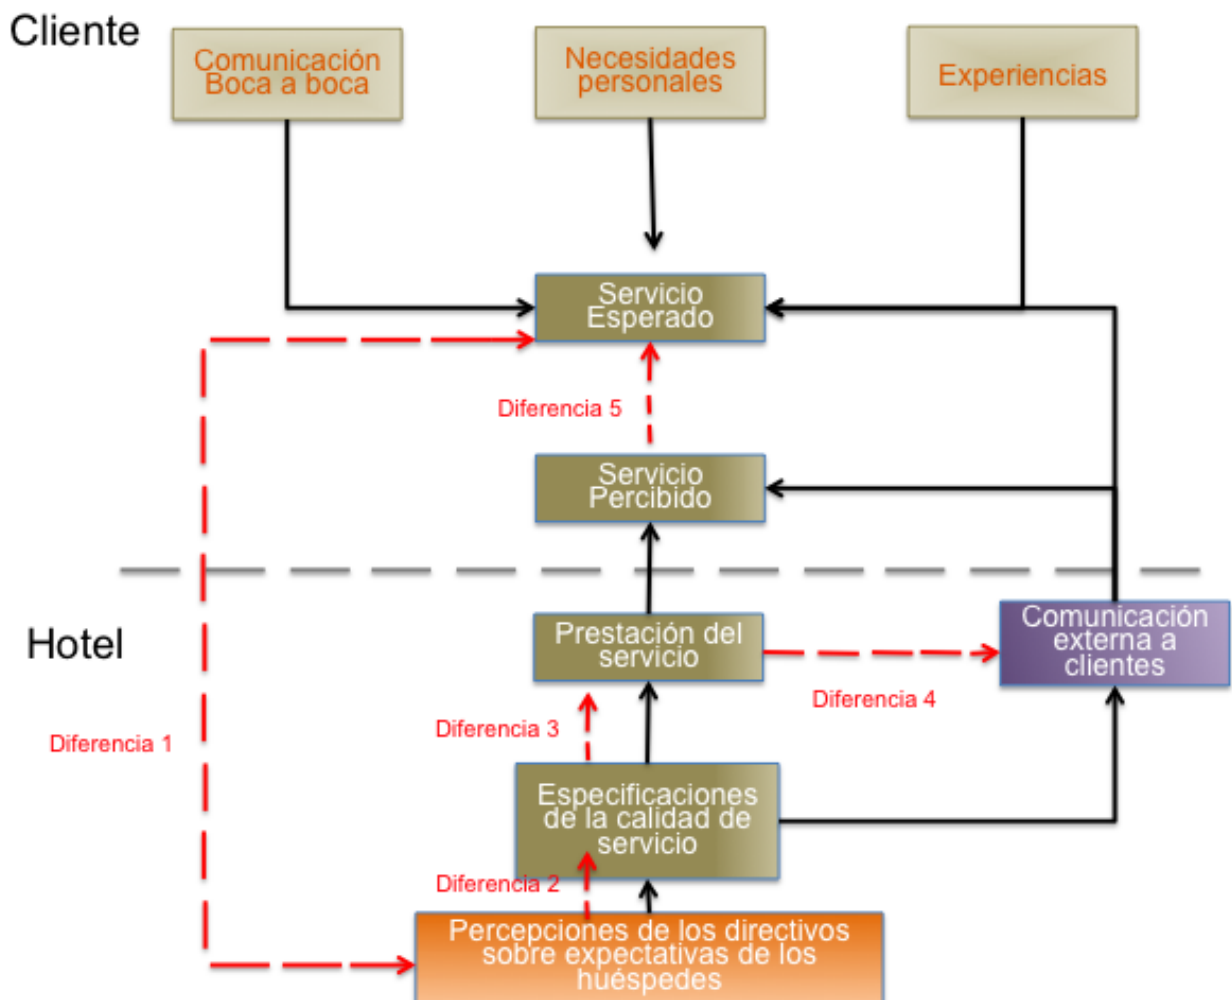 Cliente
Comunicación
Boca a boca
Necesidades
personales
Experiencias
Servicio
Esperado
Diferencia 5
Servicio
Percibido
Hotel
Prestación del
servicio
Comunicación
externa a
clientes
Diferencia 4
Diferencia 3
Diferencia 1
Especificaciones
de la calidad de
servicio
Diferencia 2
Percepciones de los directivos
sobre expectativas de los
huéspedes